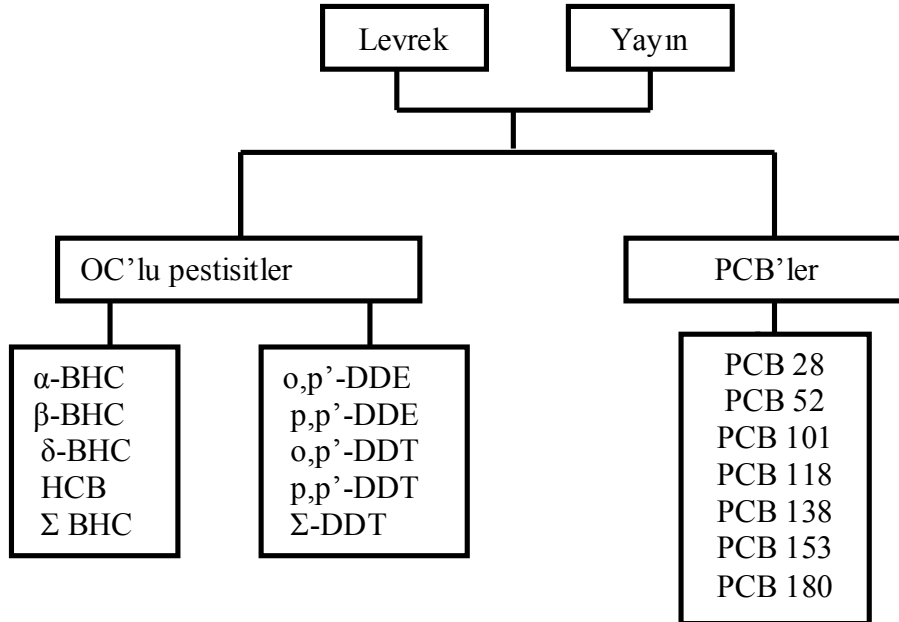 Levrek
Yayın
OC’lu pestisitler
PCB’ler
α-BHC
β-BHC
δ-BHC
HCB
Σ BHC
o,p’-DDE
p,p’-DDE
o,p’-DDT
p,p’-DDT
Σ-DDT
PCB 28
PCB 52
PCB 101
PCB 118
PCB 138
PCB 153
PCB 180